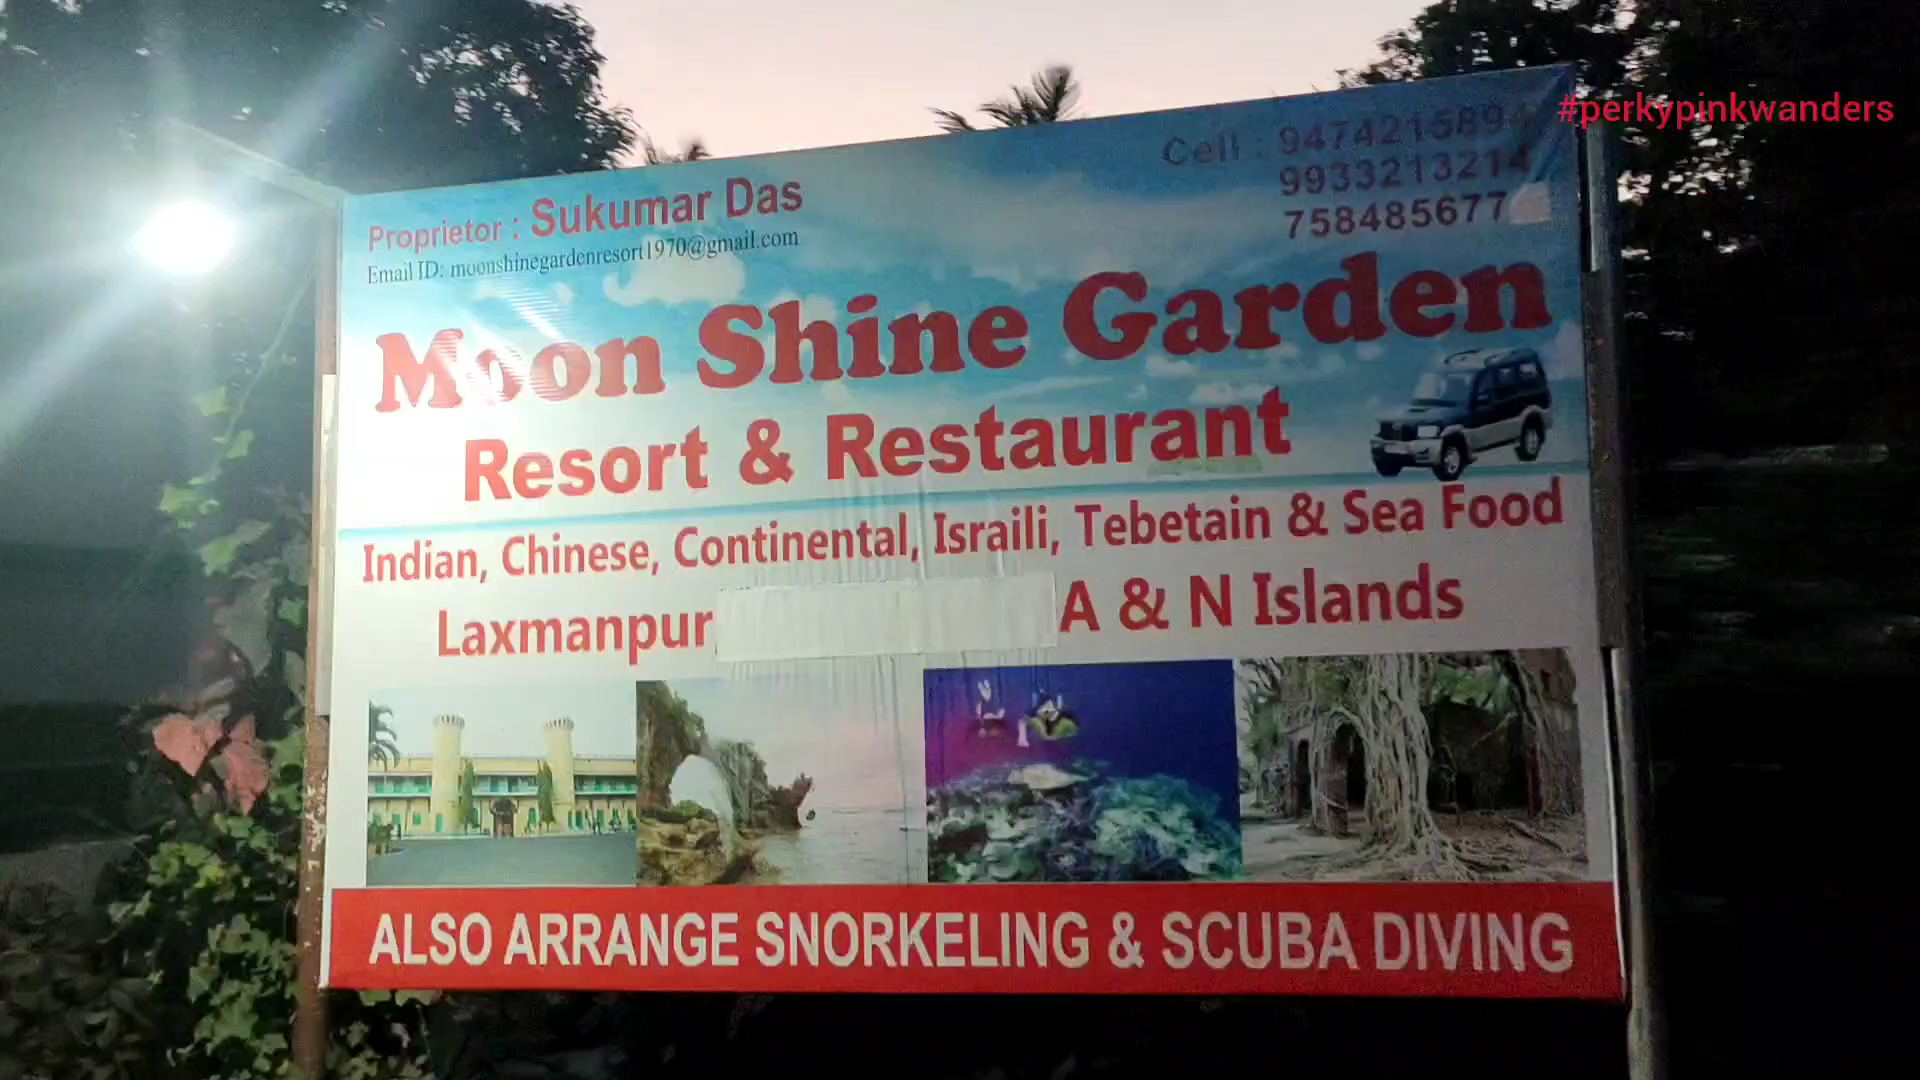 #perkypinkwanders
Proprietor : Sukumar Das
Email ID: moonshinegardenresort1970@gmail.com
Cell : 9474215894
9933213214
758485677
Moon Shine Garden
Resort & Restaurant
Indian, Chinese, Continental, Israili, Tebetain & Sea Food
Laxmanpur A & N Islands
ALSO ARRANGE SNORKELING & SCUBA DIVING